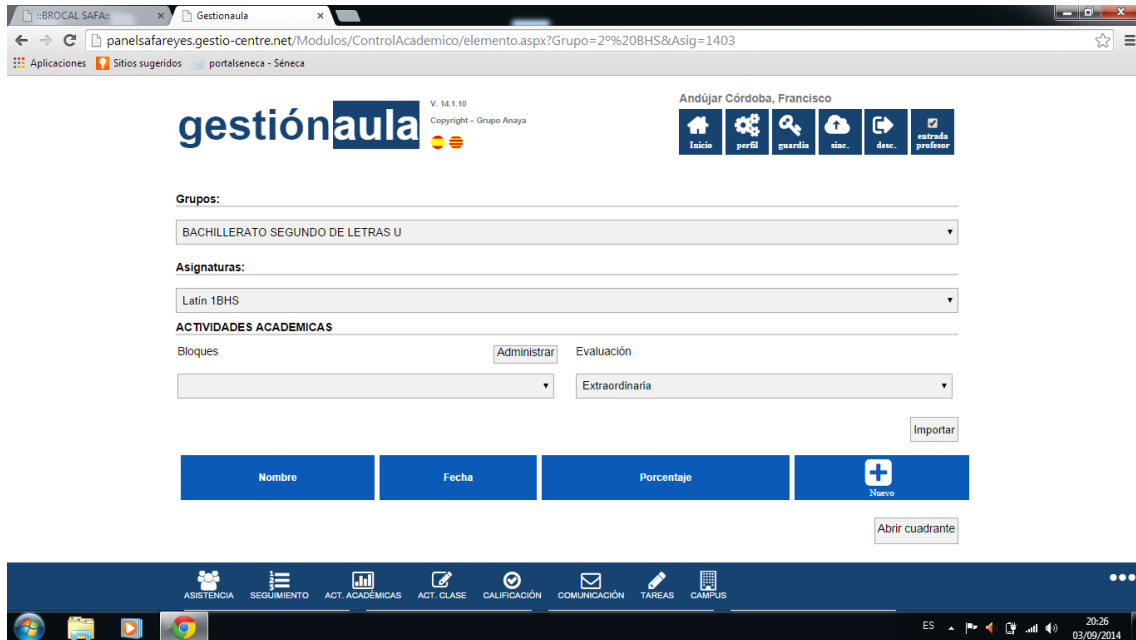 ::BROCAL SAFA::
Gestionaula
panelsafareyes.gestio-centre.net/Modulos/ControlAcademico/elemento.aspx?Grupo=2º%20BHS&Asig=1403
Aplicaciones Sitios sugeridos portalseneca - Séneca
gestiónaula
V. 14.1.10
Copyright – Grupo Anaya
Andújar Córdoba, Francisco
Inicio perfil guardia sinc. desc. entrada profesor
Grupos:
BACHILLERATO SEGUNDO DE LETRAS U
Asignaturas:
Latín 1BHS
ACTIVIDADES ACADEMICAS
Bloques Administrar Evaluación
Extraordinaria
Importar
Nombre Fecha Porcentaje Nuevo
Abrir cuadrante
ASISTENCIA SEGUIMIENTO ACT. ACADÉMICAS ACT. CLASE CALIFICACIÓN COMUNICACIÓN TAREAS CAMPUS
ES 20:26
03/09/2014